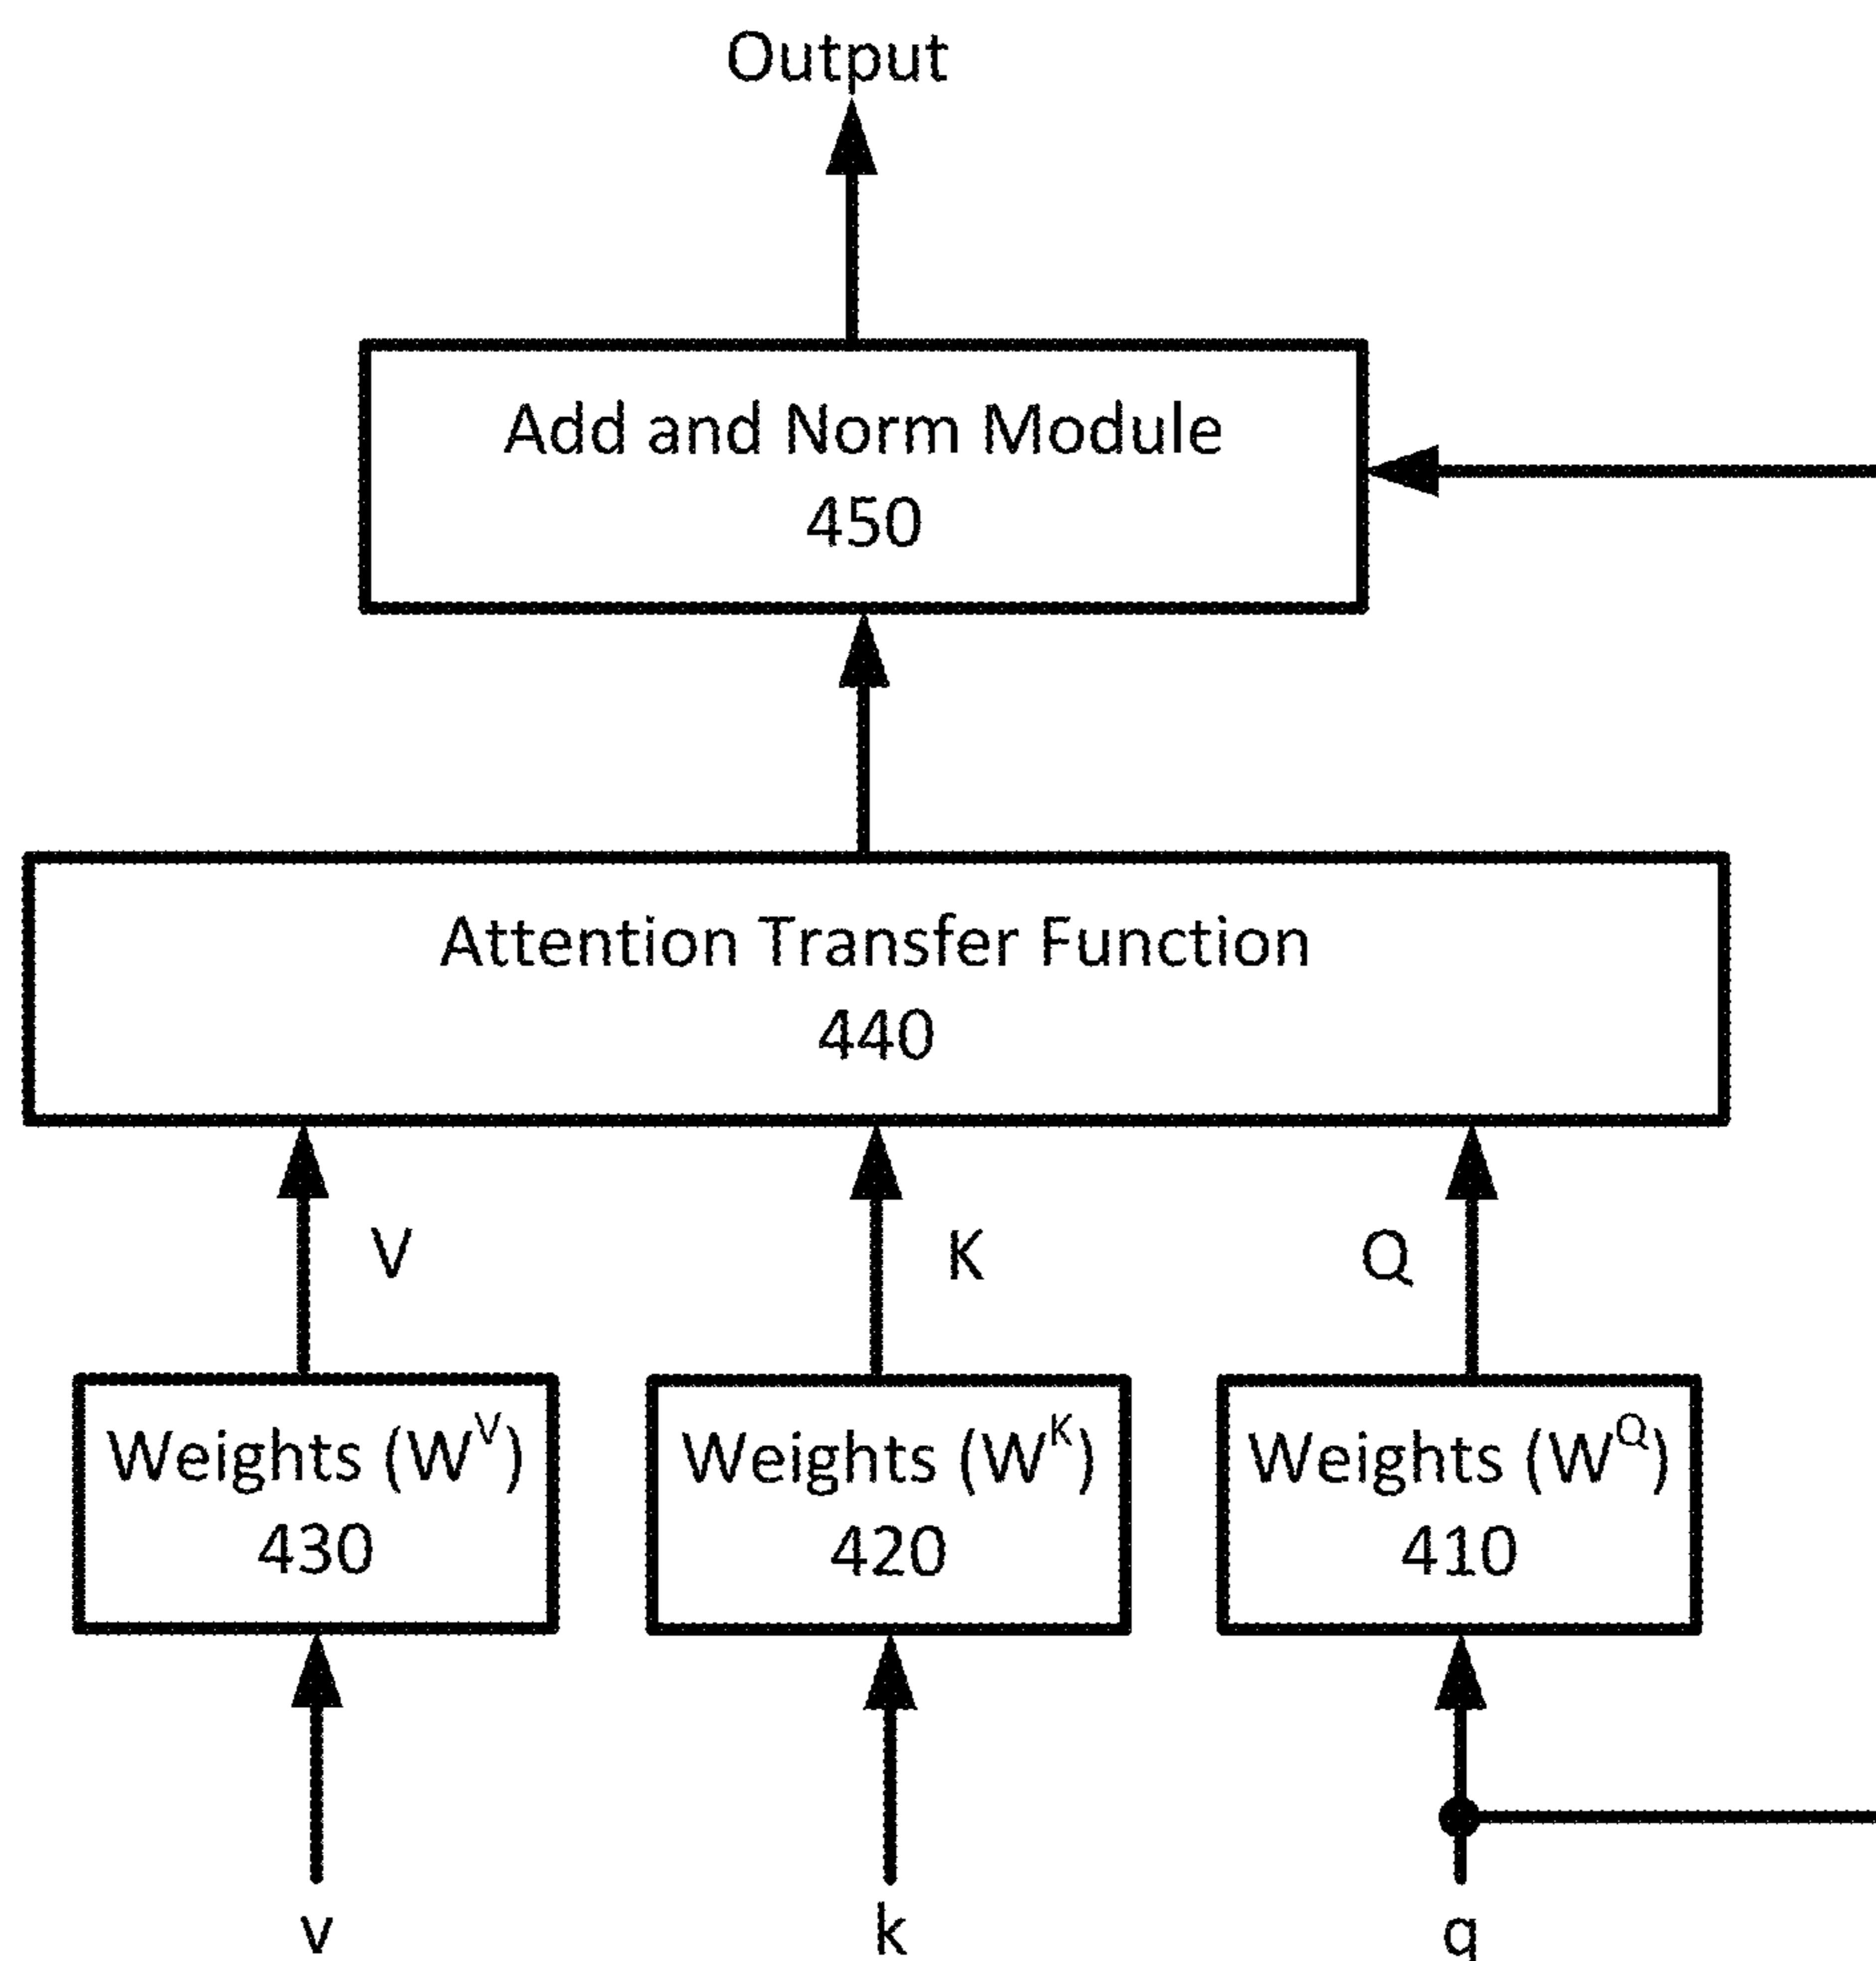 Output
Add and Norm Module
450
Attention Transfer Function
440
V
K
Q
Weights (W^V)
430
Weights (W^K)
420
Weights (W^Q)
410
v
k
q